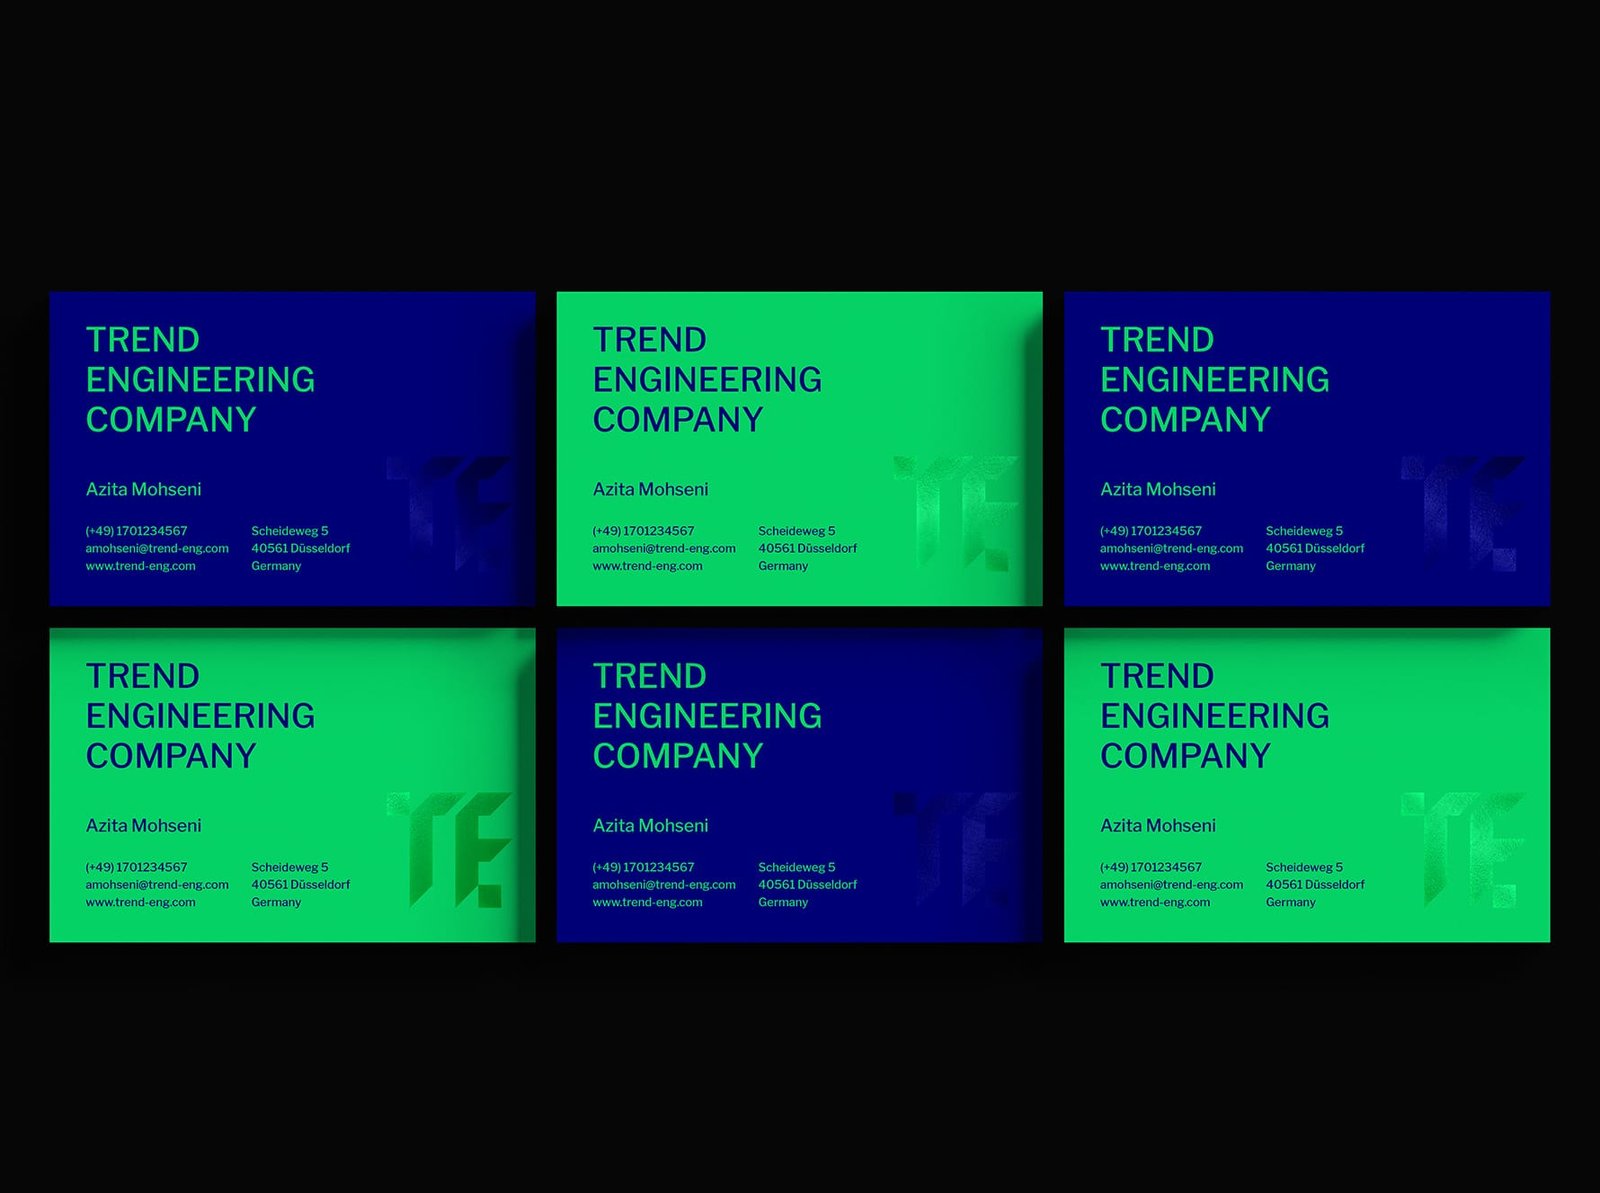 TREND
ENGINEERING
COMPANY
Azita Mohseni
(+49) 1701234567
amohseni@trend-eng.com
www.trend-eng.com
Scheideweg 5
40561 Düsseldorf
Germany
TE
TREND
ENGINEERING
COMPANY
Azita Mohseni
(+49) 1701234567
amohseni@trend-eng.com
www.trend-eng.com
Scheideweg 5
40561 Düsseldorf
Germany
TE
TREND
ENGINEERING
COMPANY
Azita Mohseni
(+49) 1701234567
amohseni@trend-eng.com
www.trend-eng.com
Scheideweg 5
40561 Düsseldorf
Germany
TE
TREND
ENGINEERING
COMPANY
Azita Mohseni
(+49) 1701234567
amohseni@trend-eng.com
www.trend-eng.com
Scheideweg 5
40561 Düsseldorf
Germany
TE
TREND
ENGINEERING
COMPANY
Azita Mohseni
(+49) 1701234567
amohseni@trend-eng.com
www.trend-eng.com
Scheideweg 5
40561 Düsseldorf
Germany
TE
TREND
ENGINEERING
COMPANY
Azita Mohseni
(+49) 1701234567
amohseni@trend-eng.com
www.trend-eng.com
Scheideweg 5
40561 Düsseldorf
Germany
TE